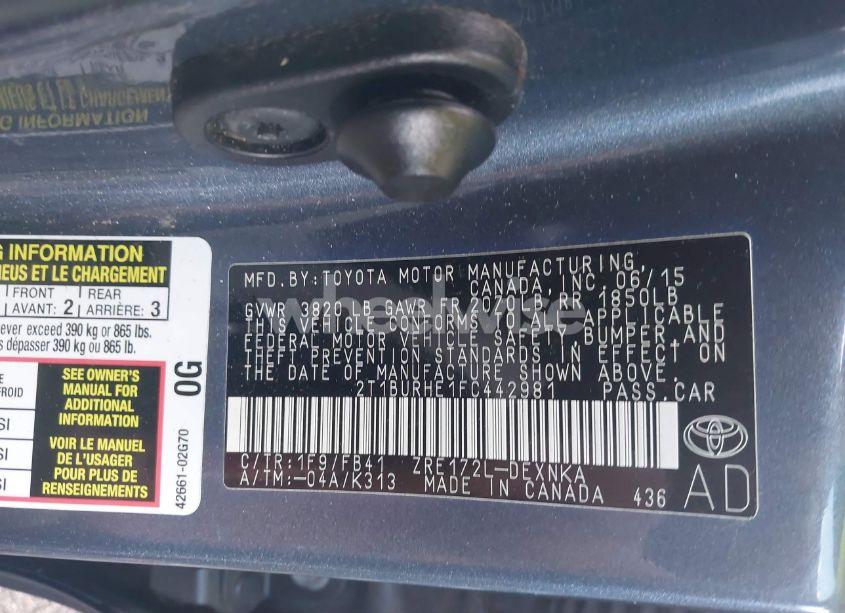 G INFORMATION
NEUS ET LE CHARGEMENT
FRONT REAR
AVANT: 2 ARRIÈRE: 3
ever exceed 390 kg or 865 lbs.
s dépasser 390 kg ou 865 lb.
SEE OWNER'S
MANUAL FOR
ADDITIONAL
INFORMATION
VOIR LE MANUEL
DE L'USAGER
POUR PLUS DE
RENSEIGNEMENTS
0G
42661-02G70
MFD.BY:TOYOTA MOTOR MANUFACTURING,
CANADA, INC. 06/15
GVWR 3820 LB GAWR FR 2070LB RR 1850LB
THIS VEHICLE CONFORMS TO ALL APPLICABLE
FEDERAL MOTOR VEHICLE SAFETY, BUMPER, AND
THEFT PREVENTION STANDARDS IN EFFECT ON
THE DATE OF MANUFACTURE SHOWN ABOVE.
2T1BURHE1FC442981 PASS.CAR
C/TR:1F9/FB41 ZRE172L-DEXNKA
A/TM:-04A/K313 MADE IN CANADA 436
AD
wheelwise